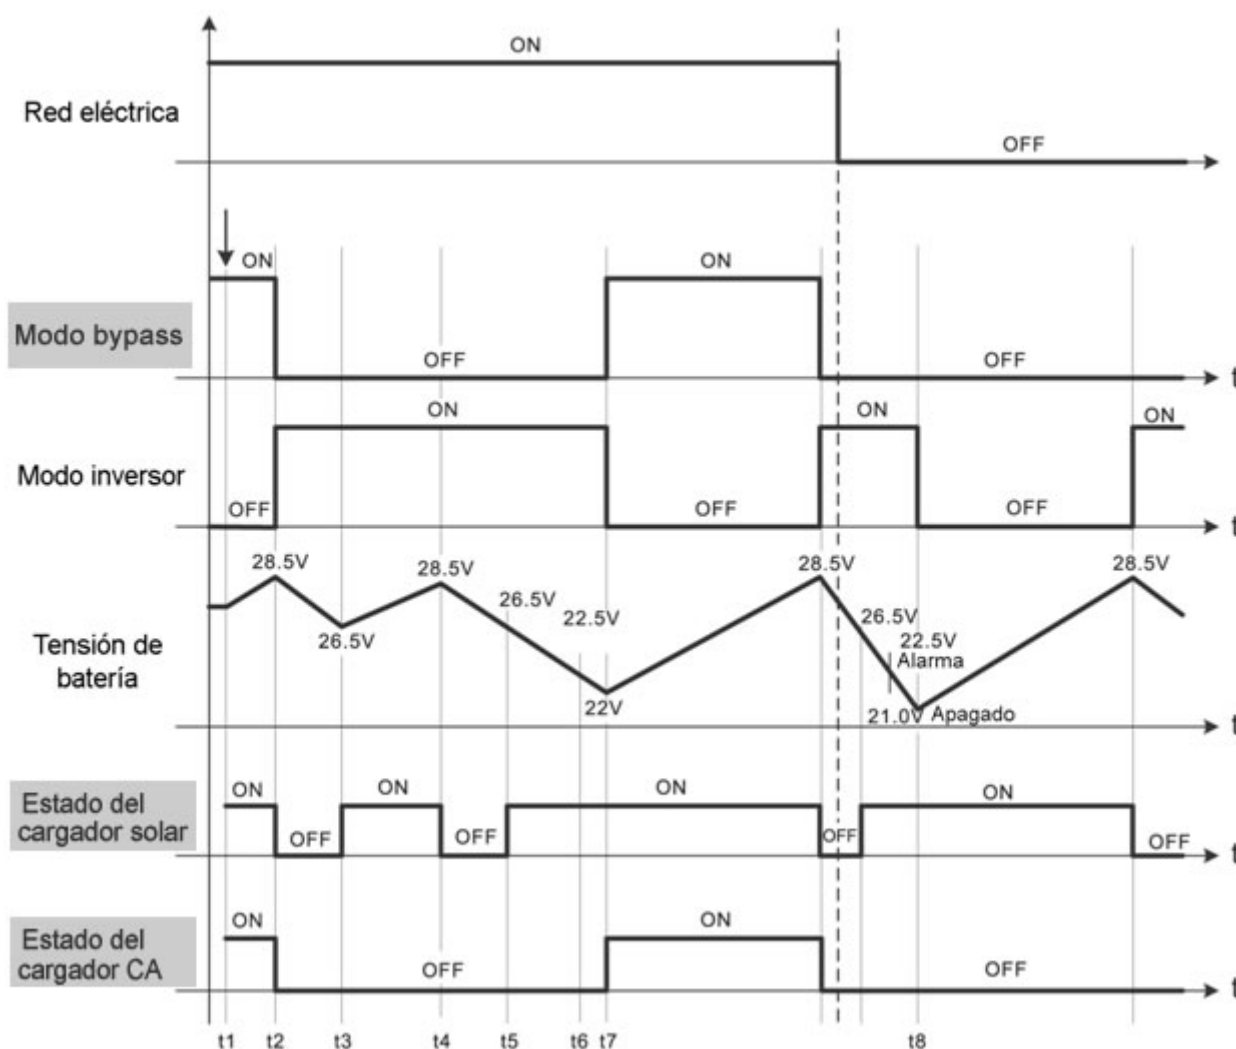 ON
Red eléctrica
OFF
ON
ON
Modo bypass
OFF
OFF
t
ON
ON
ON
Modo inversor
OFF
OFF
OFF
t
28.5V
28.5V
28.5V
28.5V
26.5V
22.5V
26.5V
22.5V
Alarma
26.5V
Tensión de
batería
22V
21.0V Apagado
t
ON
ON
ON
ON
Estado del
cargador solar
OFF
OFF
OFF
OFF
t
ON
ON
Estado del
cargador CA
OFF
OFF
t
t1 t2 t3 t4 t5 t6 t7 t8